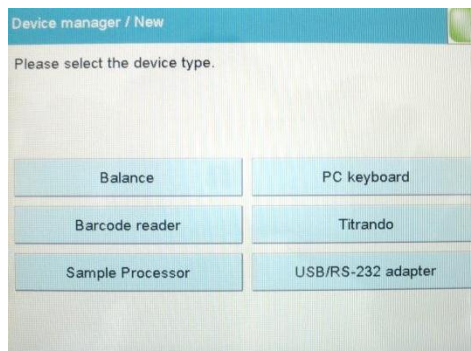 Device manager / New
Please select the device type.
Balance
PC keyboard
Barcode reader
Titrando
Sample Processor
USB/RS-232 adapter